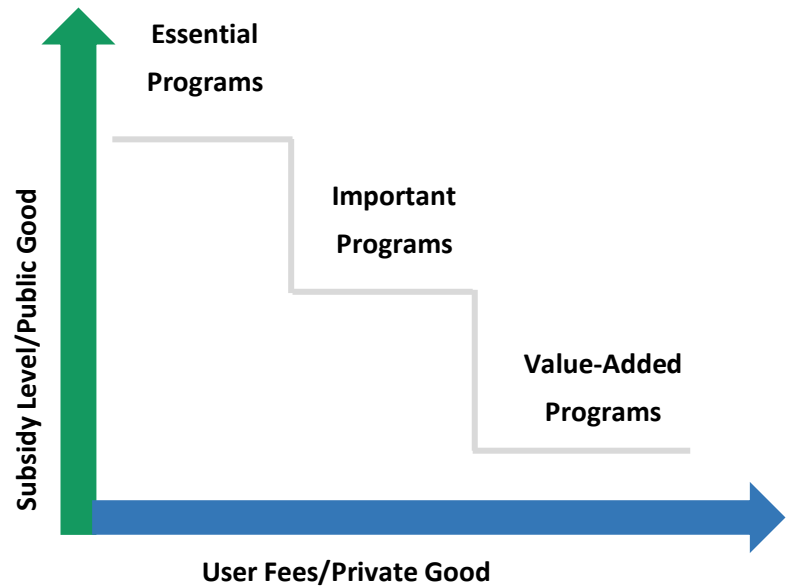 Essential
Programs
Important
Programs
Value-Added
Programs
Subsidy Level/Public Good
User Fees/Private Good